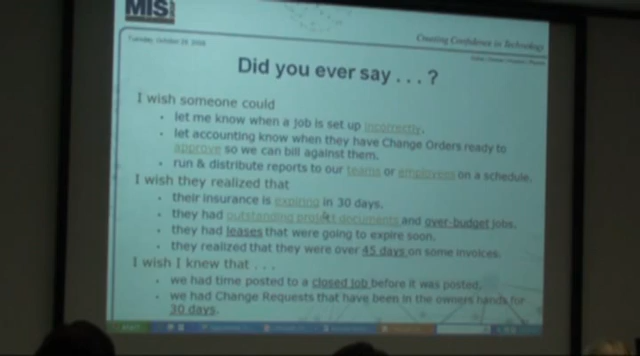 MIS
Tuesday, October 28, 2008
Creating Confidence in Technology
Did you ever say . . . ?
I wish someone could
• let me know when a job is set up incorrectly.
• let accounting know when they have Change Orders ready to
approve so we can bill against them.
• run & distribute reports to our teams or employees on a schedule.
I wish they realized that
• their insurance is expiring in 30 days.
• they had outstanding project documents and over-budget jobs.
• they had leases that were going to expire soon.
• they realized that they were over 45 days on some invoices.
I wish I knew that . . .
• we had time posted to a closed job before it was posted.
• we had Change Requests that have been in the owners hands for
30 days.